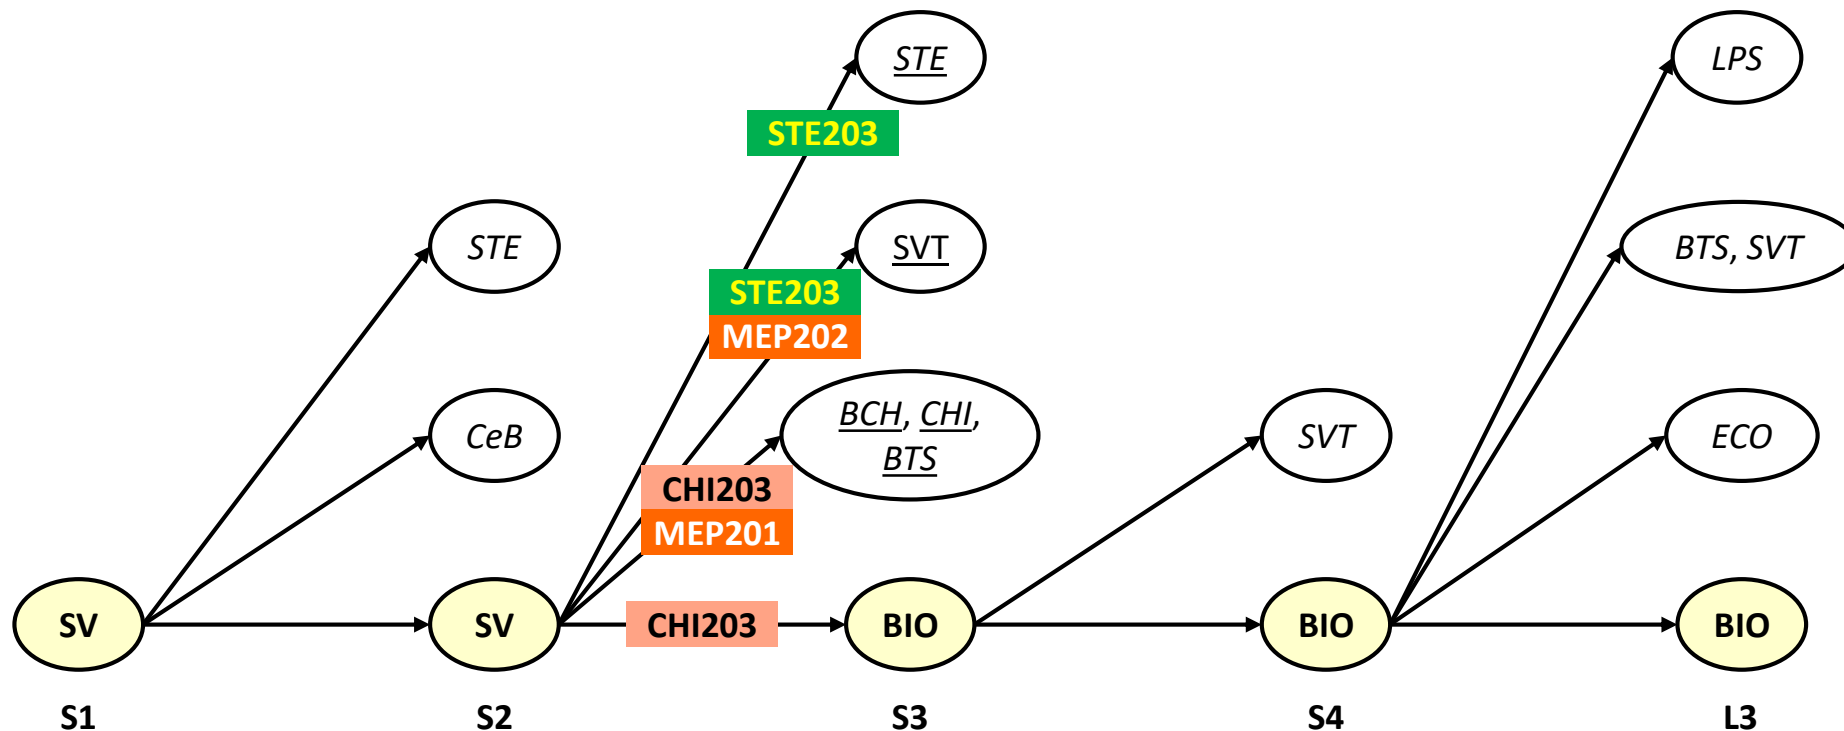 STE
LPS
STE203
STE
SVT
BTS, SVT
STE203
MEP202
CeB
BCH, CHI,
BTS
SVT
ECO
CHI203
MEP201
SV
SV
CHI203
BIO
BIO
BIO
S1
S2
S3
S4
L3